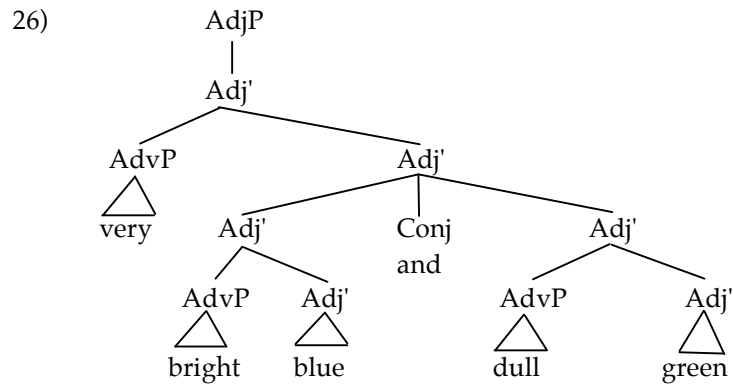 26) AdjP
Adj'
AdvP Adj'
very Adj' Conj Adj'
and
AdvP Adj' AdvP Adj'
bright blue dull green